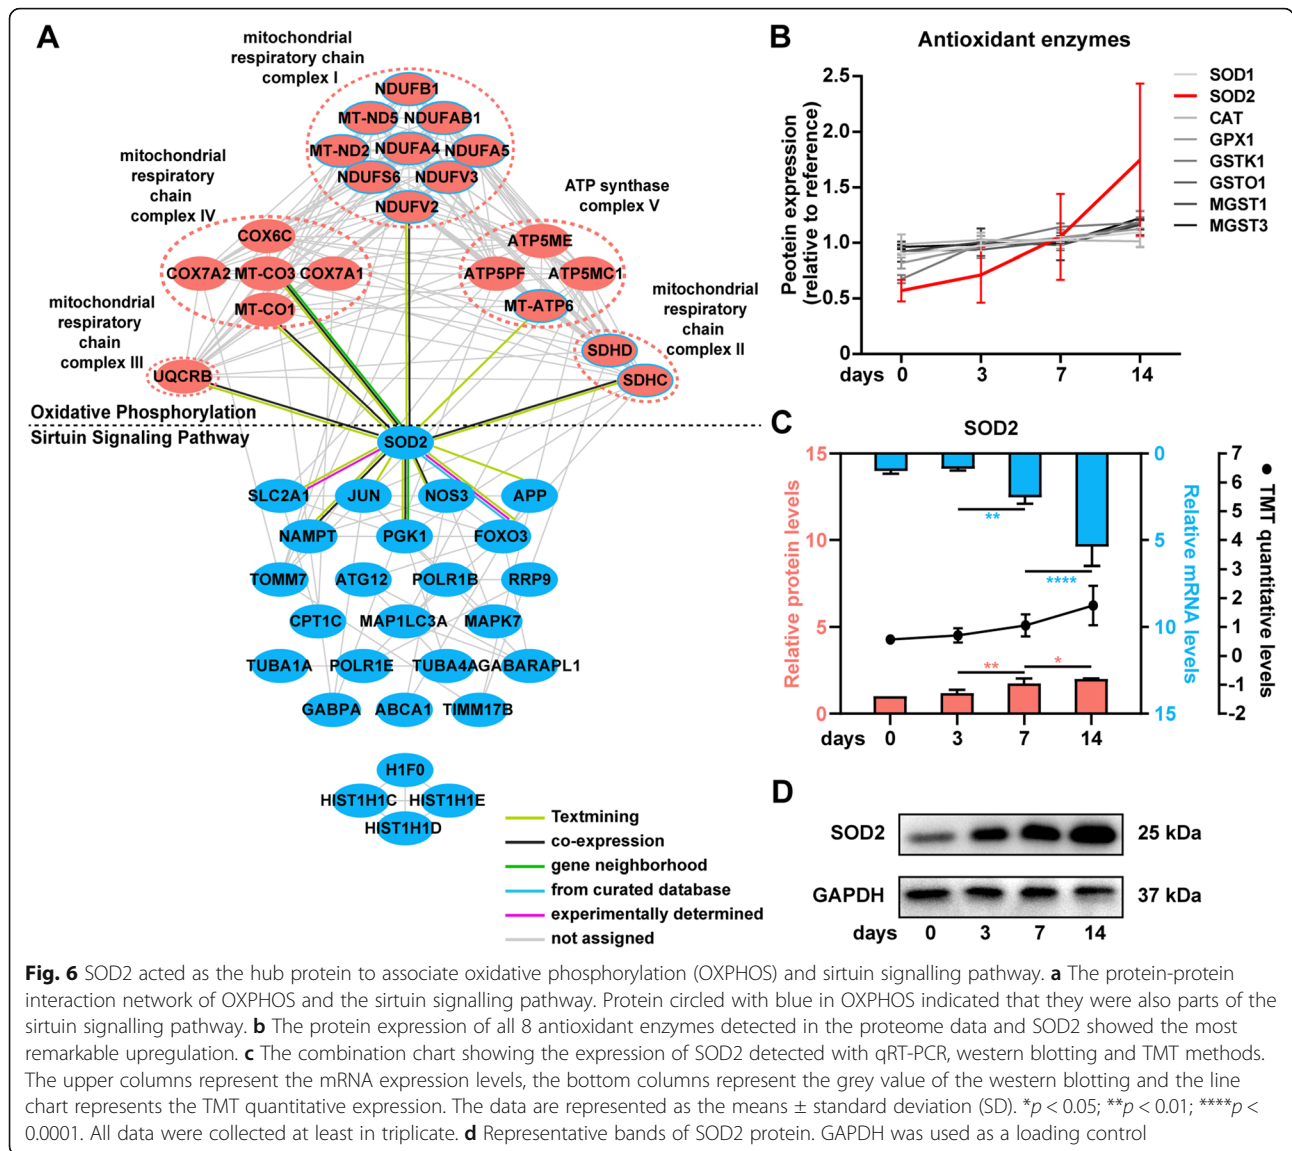 A
mitochondrial
respiratory chain
complex I
NDUFB1
MT-ND5 NDUFAB1
MT-ND2 NDUFA4 NDUFA5
NDUFS6 NDUFV3
NDUFV2
mitochondrial
respiratory
chain
complex IV
COX6C
COX7A2 MT-CO3 COX7A1
MT-CO1
ATP synthase
complex V
ATP5ME
ATP5PF ATP5MC1
MT-ATP6
mitochondrial
respiratory
chain
complex III
UQCRB
mitochondrial
respiratory
chain
complex II
SDHD
SDHC
Oxidative Phosphorylation
Sirtuin Signaling Pathway
SOD2
SLC2A1 JUN NOS3 APP
NAMPT PGK1 FOXO3
TOMM7 ATG12 POLR1B RRP9
CPT1C MAP1LC3A MAPK7
TUBA1A POLR1E TUBA4A GABARAPL1
GABPA ABCA1 TIMM17B
H1F0
HIST1H1C HIST1H1E
HIST1H1D
Textmining
co-expression
gene neighborhood
from curated database
experimentally determined
not assigned
B
Antioxidant enzymes
Peotein expression
(relative to reference)
2.5
2.0
1.5
1.0
0.5
0
days 0 3 7 14
SOD1
SOD2
CAT
GPX1
GSTK1
GSTO1
MGST1
MGST3
C
SOD2
Relative protein levels
15
10
5
0
**
****
** *
days 0 3 7 14
0
5
10
15
Relative mRNA levels
7
6
5
4
3
2
1
0
-1
-2
TMT quantitative levels
D
SOD2 25 kDa
GAPDH 37 kDa
days 0 3 7 14
Fig. 6 SOD2 acted as the hub protein to associate oxidative phosphorylation (OXPHOS) and sirtuin signalling pathway. a The protein-protein
interaction network of OXPHOS and the sirtuin signalling pathway. Protein circled with blue in OXPHOS indicated that they were also parts of the
sirtuin signalling pathway. b The protein expression of all 8 antioxidant enzymes detected in the proteome data and SOD2 showed the most
remarkable upregulation. c The combination chart showing the expression of SOD2 detected with qRT-PCR, western blotting and TMT methods.
The upper columns represent the mRNA expression levels, the bottom columns represent the grey value of the western blotting and the line
chart represents the TMT quantitative expression. The data are represented as the means ± standard deviation (SD). *p < 0.05; **p < 0.01; ****p <
0.0001. All data were collected at least in triplicate. d Representative bands of SOD2 protein. GAPDH was used as a loading control